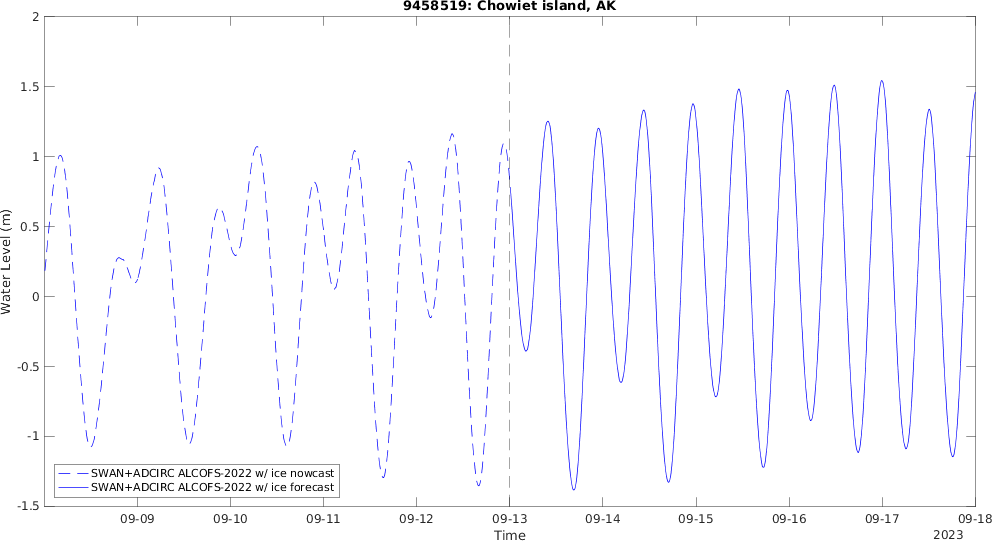 9458519: Chowiet island, AK
Water Level (m)
2
1.5
1
0.5
0
-0.5
-1
-1.5
SWAN+ADCIRC ALCOFS-2022 w/ ice nowcast
SWAN+ADCIRC ALCOFS-2022 w/ ice forecast
09-09 09-10 09-11 09-12 09-13 09-14 09-15 09-16 09-17 09-18
Time
2023